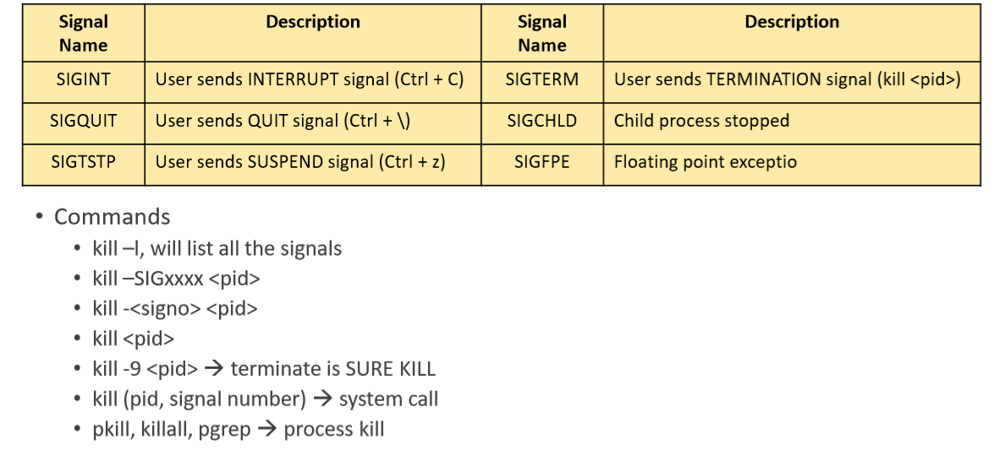 Signal Name Description Signal Name Description
SIGINT User sends INTERRUPT signal (Ctrl + C) SIGTERM User sends TERMINATION signal (kill <pid>)
SIGQUIT User sends QUIT signal (Ctrl + \) SIGCHLD Child process stopped
SIGTSTP User sends SUSPEND signal (Ctrl + z) SIGFPE Floating point exceptio
• Commands
• kill –l, will list all the signals
• kill –SIGxxxx <pid>
• kill -<signo> <pid>
• kill <pid>
• kill -9 <pid> → terminate is SURE KILL
• kill (pid, signal number) → system call
• pkill, killall, pgrep → process kill